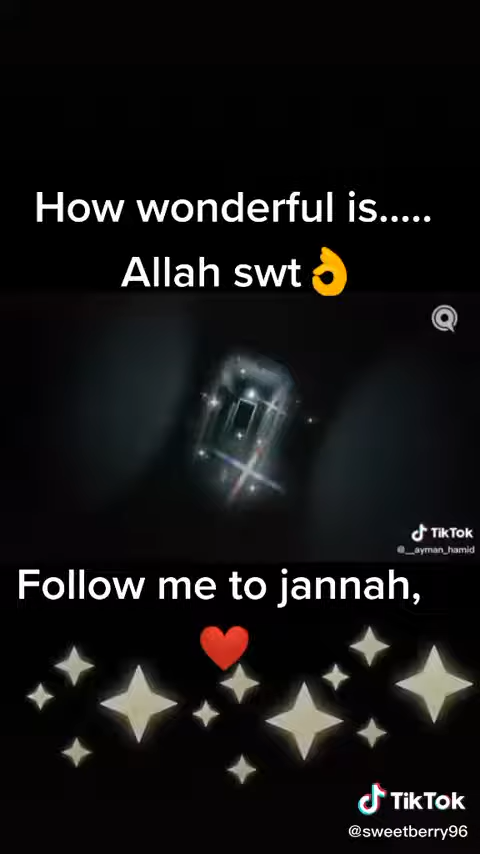 How wonderful is.....
Allah swt👌
TikTok
@__ayman_hamid
Follow me to jannah,
❤️
TikTok
@sweetberry96